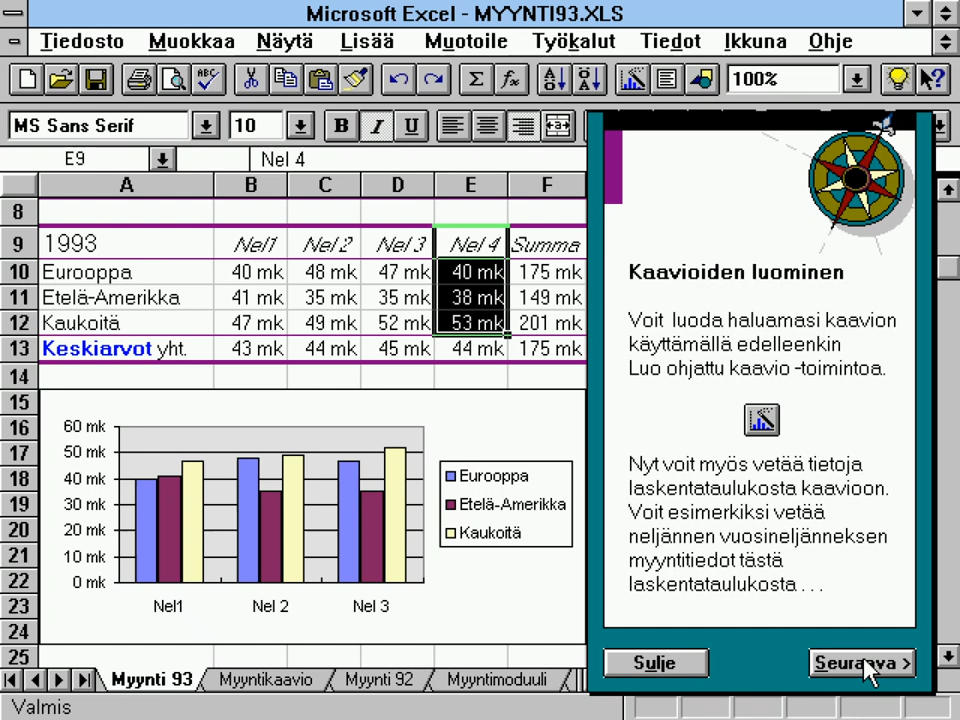 Microsoft Excel - MYYNTI93.XLS
Tiedosto Muokkaa Näytä Lisää Muotoile Työkalut Tiedot Ikkuna Ohje
ABC Σ fx 100% ?
MS Sans Serif 10 B I U
E9 Nel 4
A B C D E F
8
9 1993 Nel1 Nel 2 Nel 3 Nel 4 Summa
10 Eurooppa 40 mk 48 mk 47 mk 40 mk 175 mk
11 Etelä-Amerikka 41 mk 35 mk 35 mk 38 mk 149 mk
12 Kaukoitä 47 mk 49 mk 52 mk 53 mk 201 mk
13 Keskiarvot yht. 43 mk 44 mk 45 mk 44 mk 175 mk
14
15
16
17
18
19
20
21
22
23
24
25
60 mk
50 mk
40 mk
30 mk
20 mk
10 mk
0 mk
Nel1 Nel 2 Nel 3
Eurooppa
Etelä-Amerikka
Kaukoitä
Kaavioiden luominen
Voit luoda haluamasi kaavion
käyttämällä edelleenkin
Luo ohjattu kaavio -toimintoa.
Nyt voit myös vetää tietoja
laskentataulukosta kaavioon.
Voit esimerkiksi vetää
neljännen vuosineljänneksen
myyntitiedot tästä
laskentataulukosta . . .
Sulje Seuraava >
Myynti 93 Myyntikaavio Myynti 92 Myyntimoduuli
Valmis